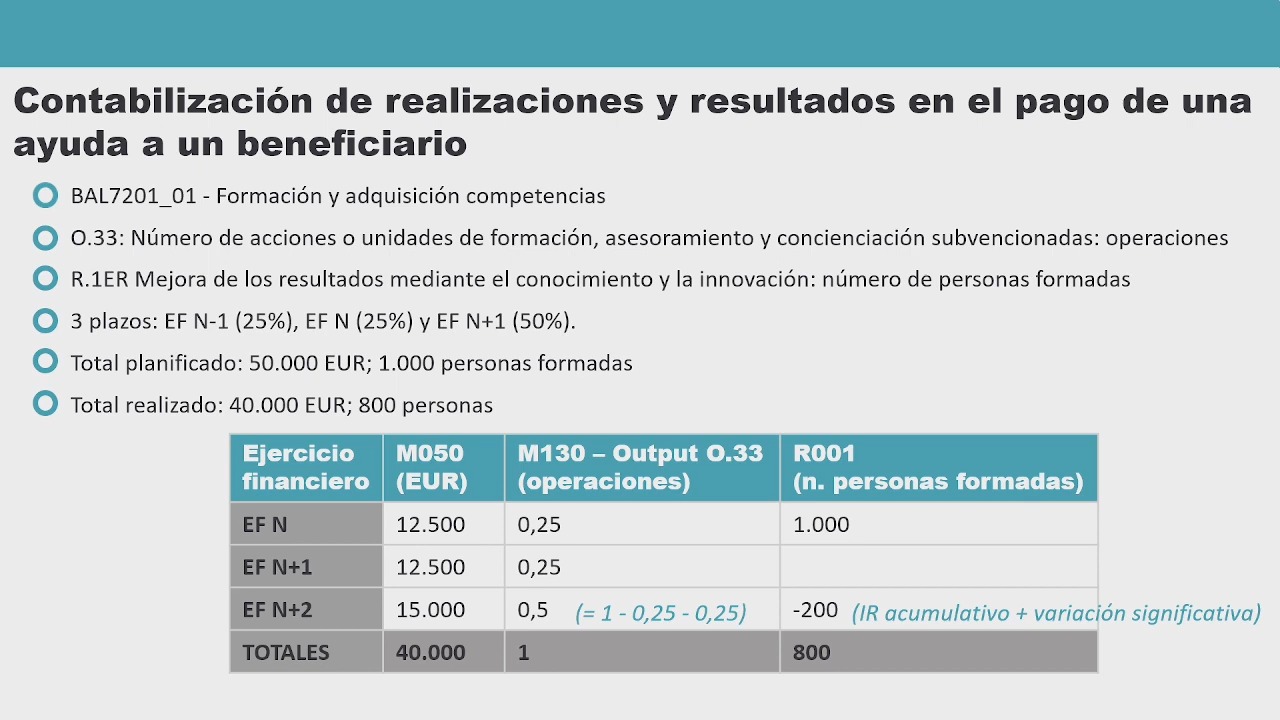 Contabilización de realizaciones y resultados en el pago de una
ayuda a un beneficiario
BAL7201_01 - Formación y adquisición competencias
O.33: Número de acciones o unidades de formación, asesoramiento y concienciación subvencionadas: operaciones
R.1ER Mejora de los resultados mediante el conocimiento y la innovación: número de personas formadas
3 plazos: EF N-1 (25%), EF N (25%) y EF N+1 (50%).
Total planificado: 50.000 EUR; 1.000 personas formadas
Total realizado: 40.000 EUR; 800 personas
Ejercicio financiero M050 (EUR) M130 – Output O.33 (operaciones) R001 (n. personas formadas)
EF N 12.500 0,25 1.000
EF N+1 12.500 0,25
EF N+2 15.000 0,5 (= 1 - 0,25 - 0,25) -200 (IR acumulativo + variación significativa)
TOTALES 40.000 1 800